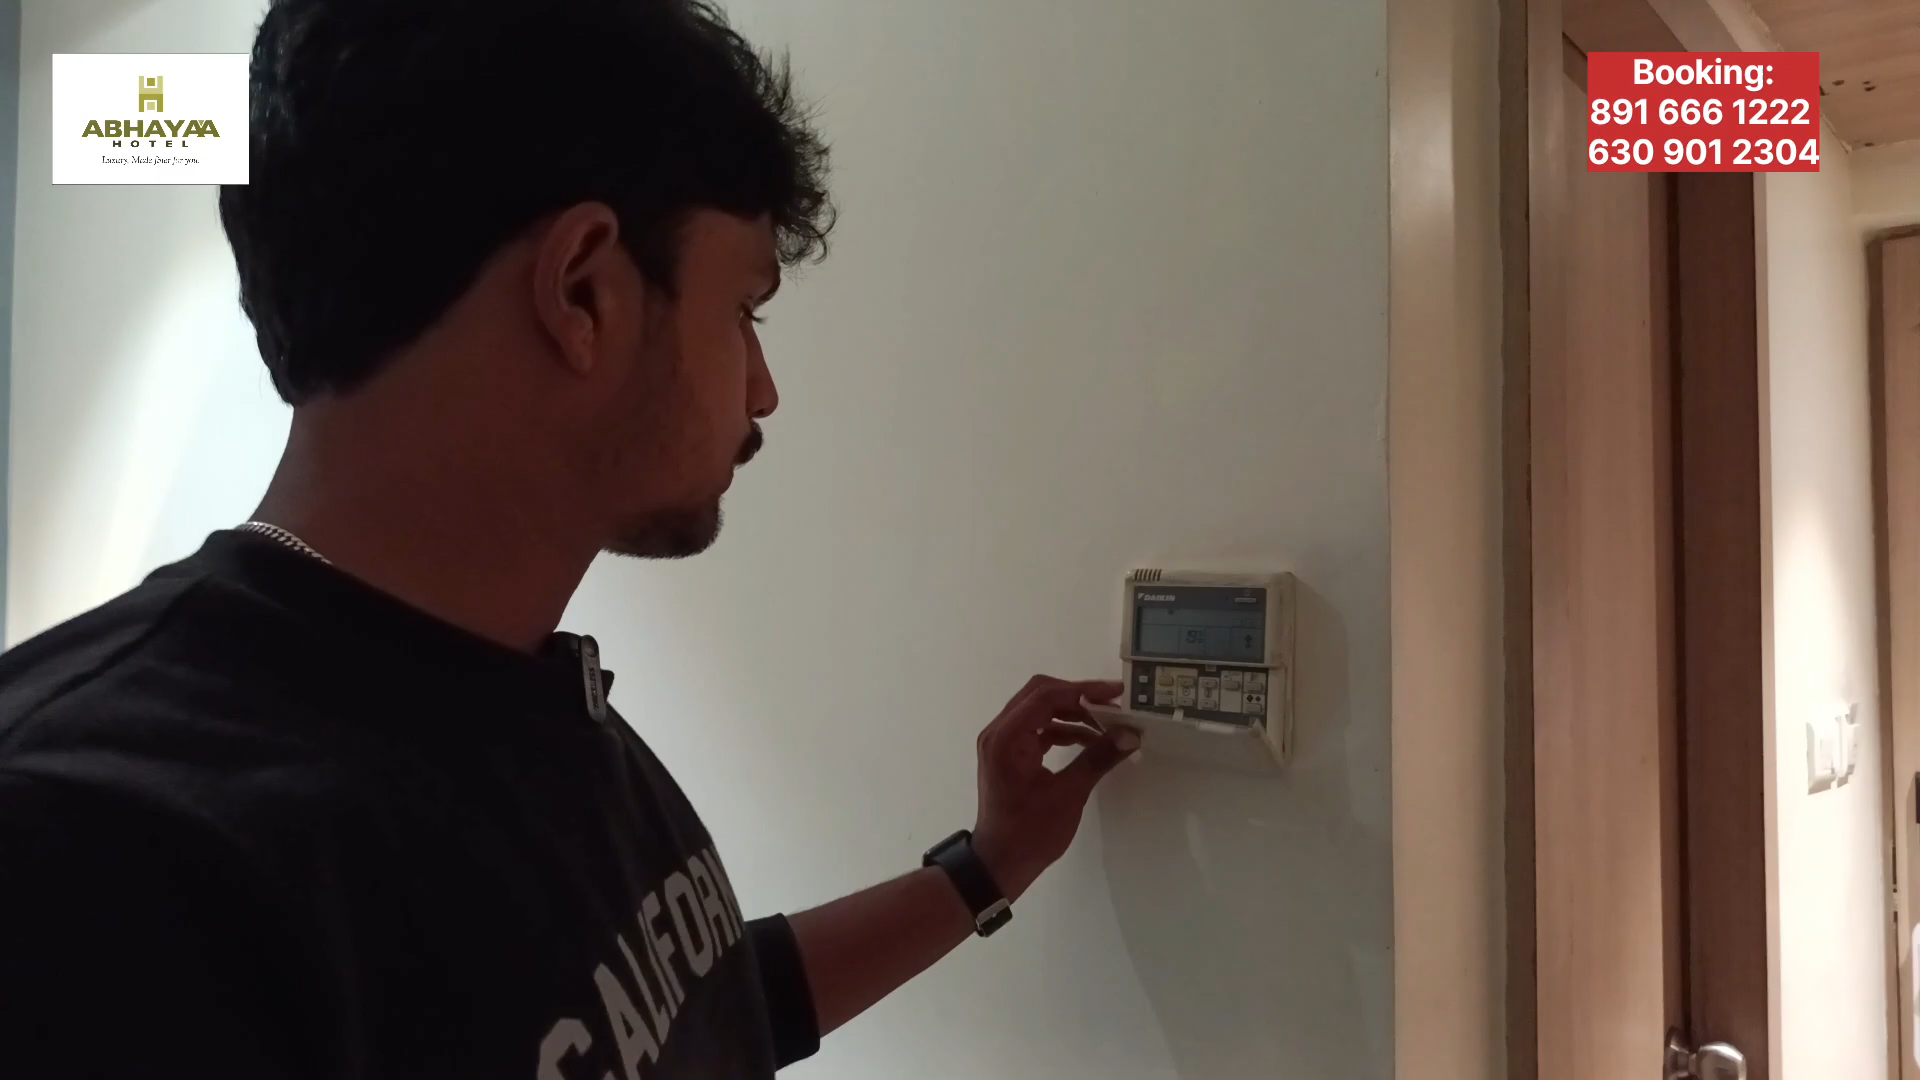 ABHAYAA
HOTEL
Luxury. Made finer for you.
Booking:
891 666 1222
630 901 2304
DAIKIN
CALIFORN